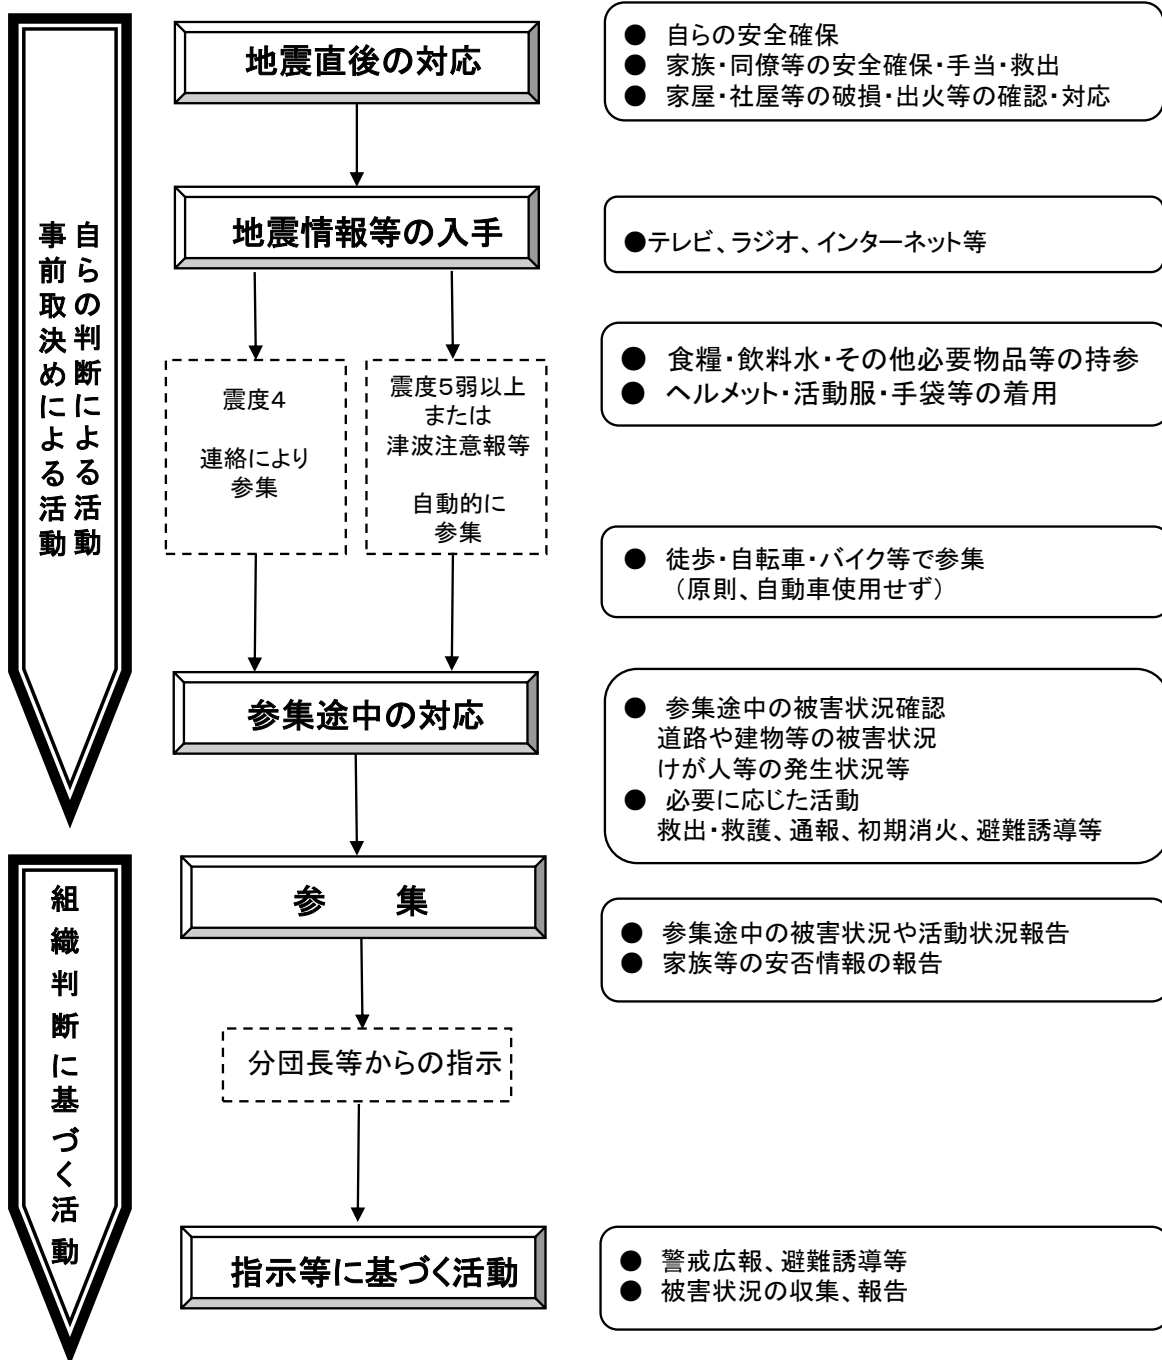 自らの判断による活動
事前取決めによる活動
地震直後の対応
● 自らの安全確保
● 家族・同僚等の安全確保・手当・救出
● 家屋・社屋等の破損・出火等の確認・対応
地震情報等の入手
●テレビ、ラジオ、インターネット等
震度4
連絡により
参集
震度5弱以上
または
津波注意報等
自動的に
参集
● 食糧・飲料水・その他必要物品等の持参
● ヘルメット・活動服・手袋等の着用
● 徒歩・自転車・バイク等で参集
（原則、自動車使用せず）
参集途中の対応
● 参集途中の被害状況確認
道路や建物等の被害状況
けが人等の発生状況等
● 必要に応じた活動
救出・救護、通報、初期消火、避難誘導等
組織判断に基づく活動
参　集
● 参集途中の被害状況や活動状況報告
● 家族等の安否情報の報告
分団長等からの指示
指示等に基づく活動
● 警戒広報、避難誘導等
● 被害状況の収集、報告